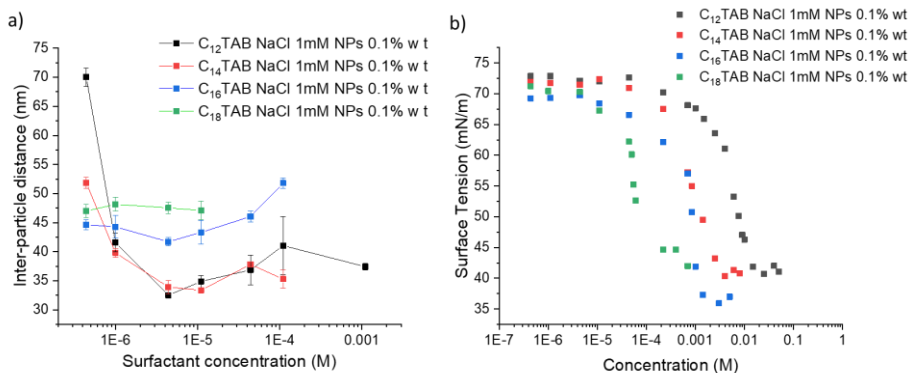 a)
C₁₂TAB NaCl 1mM NPs 0.1% w t
C₁₄TAB NaCl 1mM NPs 0.1% w t
C₁₆TAB NaCl 1mM NPs 0.1% w t
C₁₈TAB NaCl 1mM NPs 0.1% w t
75
70
65
60
55
50
45
40
35
30
Inter-particle distance (nm)
1E-6
1E-5
1E-4
0.001
Surfactant concentration (M)
b)
C₁₂TAB NaCl 1mM NPs 0.1% wt
C₁₄TAB NaCl 1mM NPs 0.1% wt
C₁₆TAB NaCl 1mM NPs 0.1% wt
C₁₈TAB NaCl 1mM NPs 0.1% wt
80
75
70
65
60
55
50
45
40
35
Surface Tension (mN/m)
1E-7
1E-6
1E-5
1E-4
0.001
0.01
0.1
1
Concentration (M)